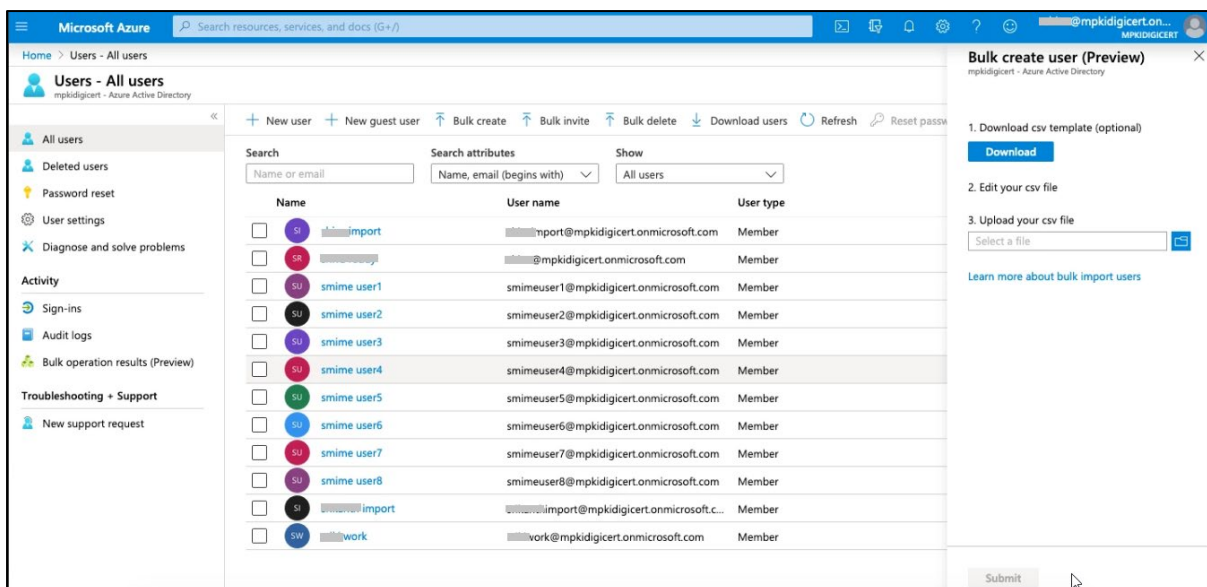 Microsoft Azure
Search resources, services, and docs (G+/)
@mpkidigicert.on...
MPKIDIGICERT
Home > Users - All users
Users - All users
mpkidigicert - Azure Active Directory
All users
Deleted users
Password reset
User settings
Diagnose and solve problems
Activity
Sign-ins
Audit logs
Bulk operation results (Preview)
Troubleshooting + Support
New support request
New user New guest user Bulk create Bulk invite Bulk delete Download users Refresh Reset passw
Search Search attributes Show
Name or email Name, email (begins with) All users
Name User name User type
SI import mport@mpkidigicert.onmicrosoft.com Member
SR @mpkidigicert.onmicrosoft.com Member
SU smime user1 smimeuser1@mpkidigicert.onmicrosoft.com Member
SU smime user2 smimeuser2@mpkidigicert.onmicrosoft.com Member
SU smime user3 smimeuser3@mpkidigicert.onmicrosoft.com Member
SU smime user4 smimeuser4@mpkidigicert.onmicrosoft.com Member
SU smime user5 smimeuser5@mpkidigicert.onmicrosoft.com Member
SU smime user6 smimeuser6@mpkidigicert.onmicrosoft.com Member
SU smime user7 smimeuser7@mpkidigicert.onmicrosoft.com Member
SU smime user8 smimeuser8@mpkidigicert.onmicrosoft.com Member
SI import import@mpkidigicert.onmicrosoft.c... Member
SW work work@mpkidigicert.onmicrosoft.com Member
Bulk create user (Preview)
mpkidigicert - Azure Active Directory
1. Download csv template (optional)
Download
2. Edit your csv file
3. Upload your csv file
Select a file
Learn more about bulk import users
Submit